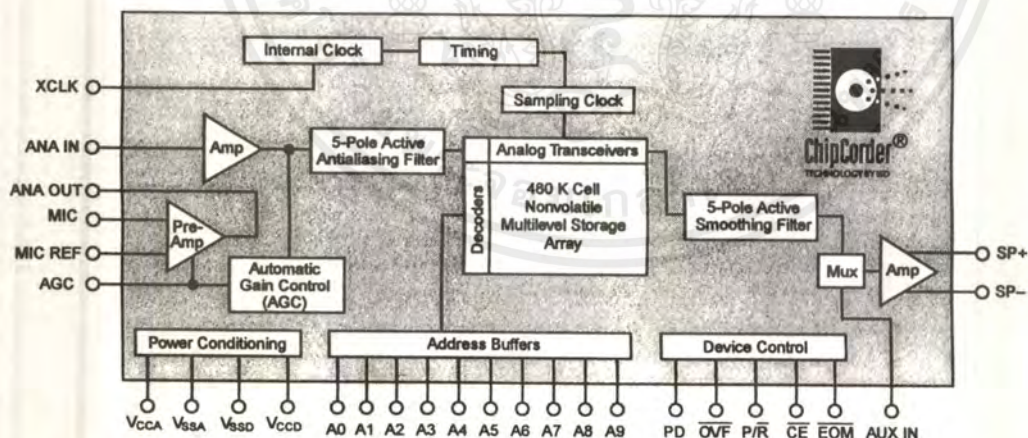 Internal Clock
Timing
XCLK
Sampling Clock
ChipCorder®
TECHNOLOGY BY ISD
ANA IN
Amp
5-Pole Active
Antialiasing Filter
Analog Transceivers
Decoders
480 K Cell
Nonvolatile
Multilevel Storage
Array
ANA OUT
MIC
Pre-
Amp
MIC REF
AGC
Automatic
Gain Control
(AGC)
5-Pole Active
Smoothing Filter
Mux
Amp
SP+
SP–
Power Conditioning
Address Buffers
Device Control
VCCA VSSA VSSD VCCD A0 A1 A2 A3 A4 A5 A6 A7 A8 A9 PD OVF P/R CE EOM AUX IN